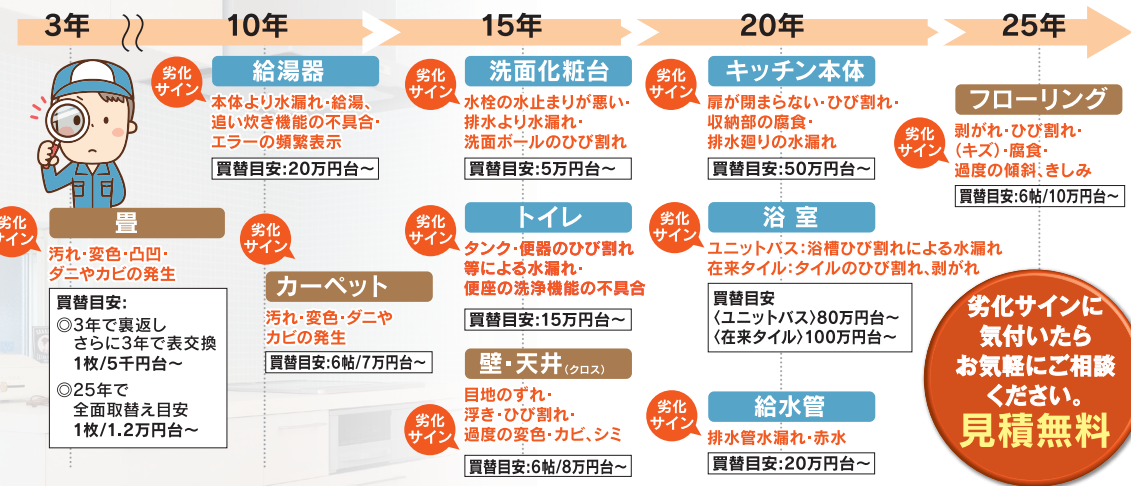 3年
10年
15年
20年
25年
劣化
サイン
畳
汚れ・変色・凸凹・
ダニやカビの発生
買替目安:
◎3年で裏返し
さらに3年で表交換
1枚/5千円台〜
◎25年で
全面取替え目安
1枚/1.2万円台〜
劣化
サイン
給湯器
本体より水漏れ・給湯、
追い炊き機能の不具合・
エラーの頻繁表示
買替目安:20万円台〜
劣化
サイン
カーペット
汚れ・変色・ダニや
カビの発生
買替目安:6帖/7万円台〜
劣化
サイン
洗面化粧台
水栓の水止まりが悪い・
排水より水漏れ・
洗面ボールのひび割れ
買替目安:5万円台〜
劣化
サイン
トイレ
タンク・便器のひび割れ
等による水漏れ・
便座の洗浄機能の不具合
買替目安:15万円台〜
劣化
サイン
壁・天井(クロス)
目地のずれ・
浮き・ひび割れ・
過度の変色・カビ、シミ
買替目安:6帖/8万円台〜
劣化
サイン
キッチン本体
扉が閉まらない・ひび割れ・
収納部の腐食・
排水廻りの水漏れ
買替目安:50万円台〜
劣化
サイン
浴室
ユニットバス:浴槽ひび割れによる水漏れ
在来タイル:タイルのひび割れ、剥がれ
買替目安
〈ユニットバス〉80万円台〜
〈在来タイル〉100万円台〜
劣化
サイン
給水管
排水管水漏れ・赤水
買替目安:20万円台〜
劣化
サイン
フローリング
剥がれ・ひび割れ・
(キズ)・腐食・
過度の傾斜、きしみ
買替目安:6帖/10万円台〜
劣化サインに
気付いたら
お気軽にご相談
ください。
見積無料